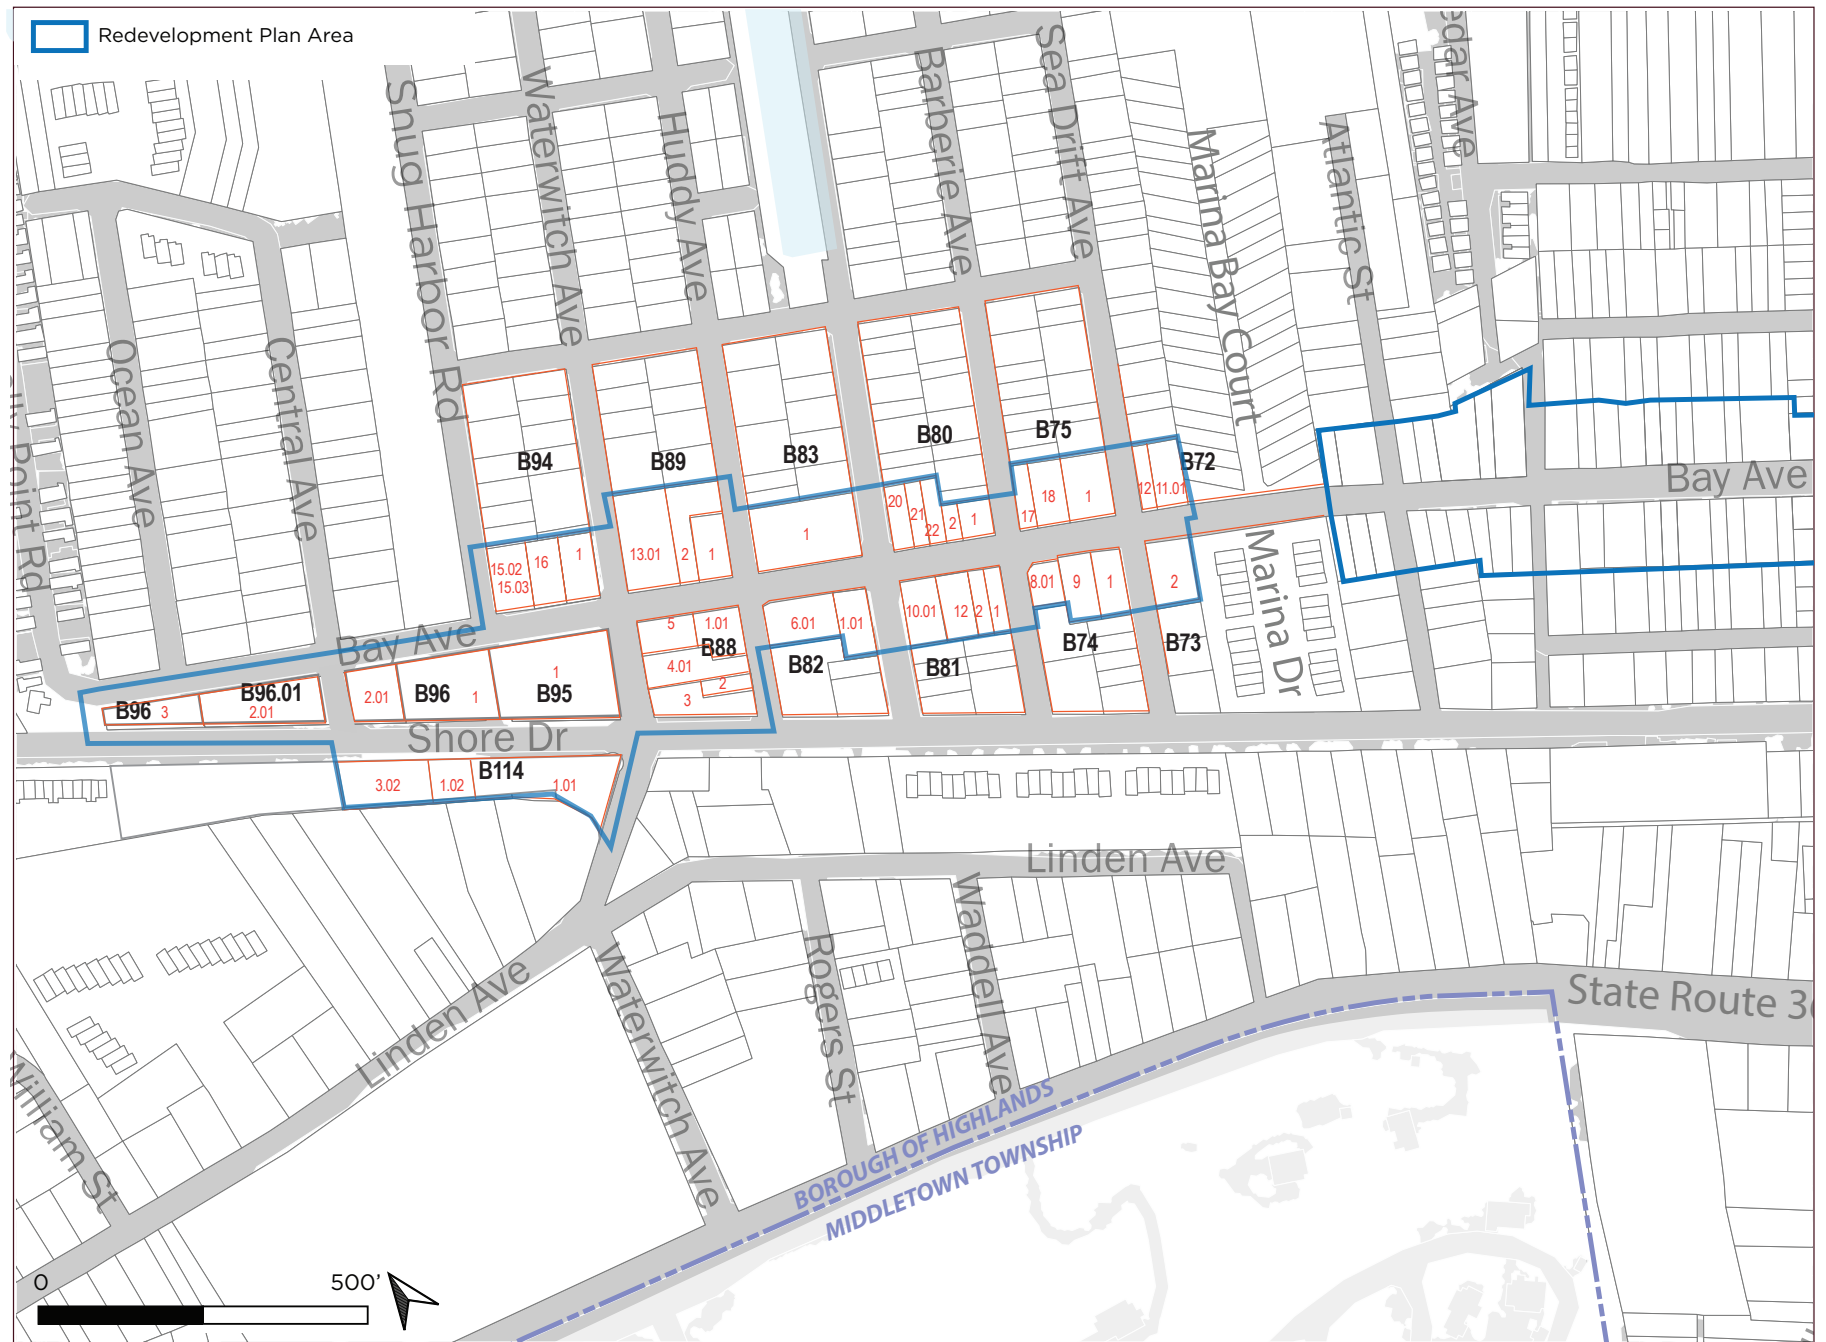 Redevelopment Plan Area
Snug Harbor Rd
Waterwitch Ave
Huddy Ave
Barberie Ave
Sea Drift Ave
Marina Bay Court
Atlantic St
edar Ave
Ocean Ave
Central Ave
Point Rd
Bay Ave
B94
B89
B83
B80
B75
B72
15.02
15.03
16
1
13.01
2
1
1
20
21
22
2
1
17
18
1
12
11.01
Bay Ave
B96
3
B96.01
2.01
2.01
B96
1
1
B95
5
1.01
B88
4.01
2
3
6.01
1.01
B82
10.01
12
2
1
B81
8.01
9
1
B74
2
B73
Marina Dr
Shore Dr
3.02
1.02
B114
1.01
Linden Ave
Linden Ave
Waterwitch Ave
Rogers St
Waddell Ave
William St
State Route 36
BOROUGH OF HIGHLANDS
MIDDLETOWN TOWNSHIP
0
500'